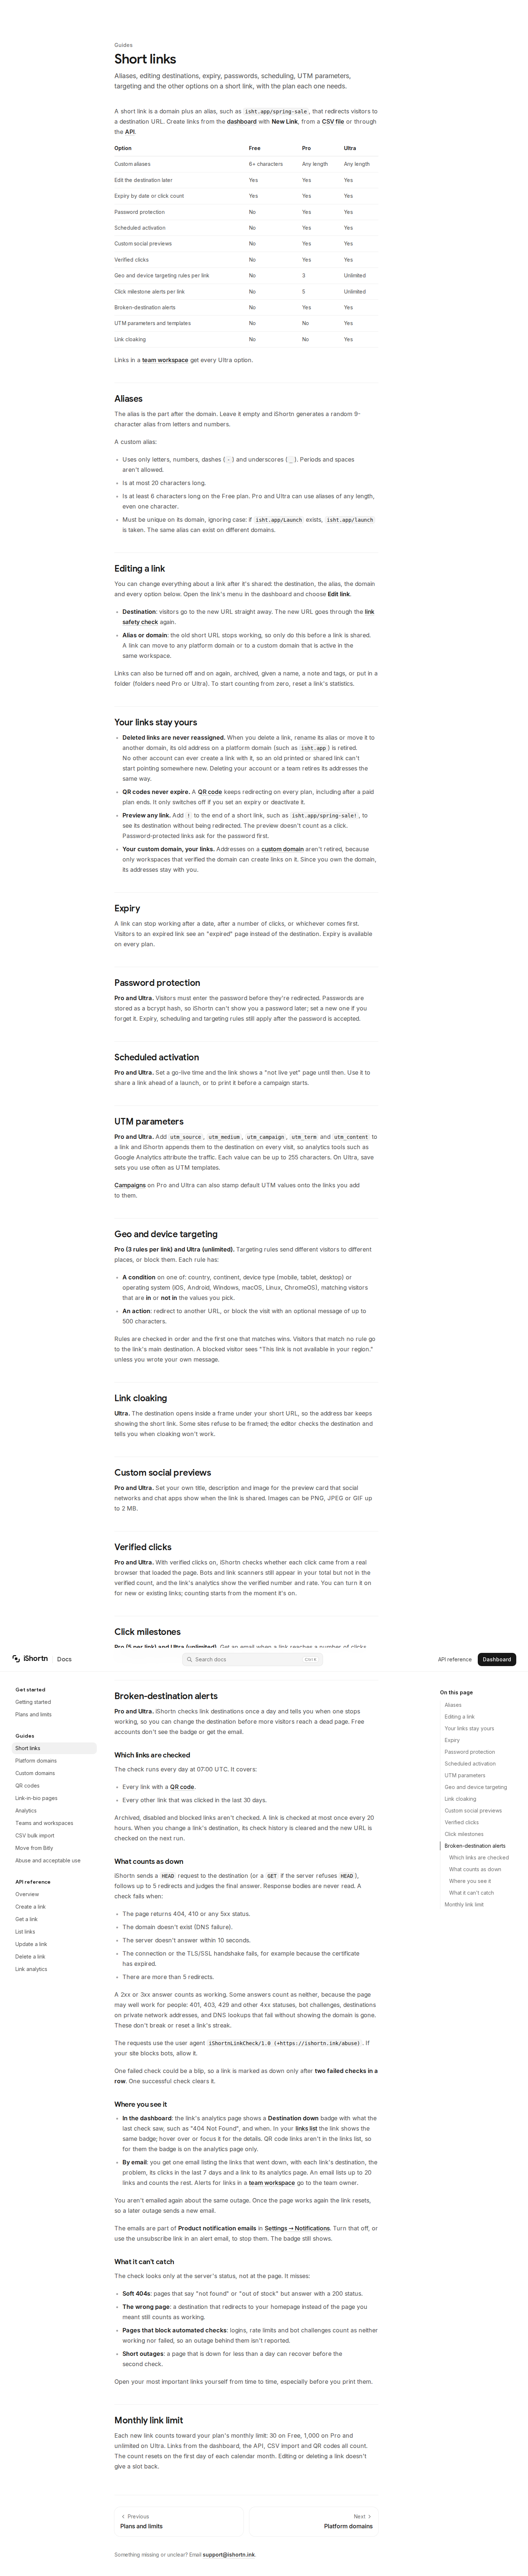 Guides
Short links
Aliases, editing destinations, expiry, passwords, scheduling, UTM parameters,
targeting and the other options on a short link, with the plan each one needs.
A short link is a domain plus an alias, such as isht.app/spring-sale, that redirects visitors to
a destination URL. Create links from the dashboard with New Link, from a CSV file or through
the API.
Option Free Pro Ultra
Custom aliases 6+ characters Any length Any length
Edit the destination later Yes Yes Yes
Expiry by date or click count Yes Yes Yes
Password protection No Yes Yes
Scheduled activation No Yes Yes
Custom social previews No Yes Yes
Verified clicks No Yes Yes
Geo and device targeting rules per link No 3 Unlimited
Click milestone alerts per link No 5 Unlimited
Broken-destination alerts No Yes Yes
UTM parameters and templates No No Yes
Link cloaking No No Yes
Links in a team workspace get every Ultra option.
Aliases
The alias is the part after the domain. Leave it empty and iShortn generates a random 9-
character alias from letters and numbers.
A custom alias:
• Uses only letters, numbers, dashes (-) and underscores (_). Periods and spaces
aren't allowed.
• Is at most 20 characters long.
• Is at least 6 characters long on the Free plan. Pro and Ultra can use aliases of any length,
even one character.
• Must be unique on its domain, ignoring case: if isht.app/Launch exists, isht.app/launch
is taken. The same alias can exist on different domains.
Editing a link
You can change everything about a link after it's shared: the destination, the alias, the domain
and every option below. Open the link's menu in the dashboard and choose Edit link.
• Destination: visitors go to the new URL straight away. The new URL goes through the link
safety check again.
• Alias or domain: the old short URL stops working, so only do this before a link is shared.
A link can move to any platform domain or to a custom domain that is active in the
same workspace.
Links can also be turned off and on again, archived, given a name, a note and tags, or put in a
folder (folders need Pro or Ultra). To start counting from zero, reset a link's statistics.
Your links stay yours
• Deleted links are never reassigned. When you delete a link, rename its alias or move it to
another domain, its old address on a platform domain (such as isht.app) is retired.
No other account can ever create a link with it, so an old printed or shared link can't
start pointing somewhere new. Deleting your account or a team retires its addresses the
same way.
• QR codes never expire. A QR code keeps redirecting on every plan, including after a paid
plan ends. It only switches off if you set an expiry or deactivate it.
• Preview any link. Add ! to the end of a short link, such as isht.app/spring-sale!, to
see its destination without being redirected. The preview doesn't count as a click.
Password-protected links ask for the password first.
• Your custom domain, your links. Addresses on a custom domain aren't retired, because
only workspaces that verified the domain can create links on it. Since you own the domain,
its addresses stay with you.
Expiry
A link can stop working after a date, after a number of clicks, or whichever comes first.
Visitors to an expired link see an "expired" page instead of the destination. Expiry is available
on every plan.
Password protection
Pro and Ultra. Visitors must enter the password before they're redirected. Passwords are
stored as a bcrypt hash, so iShortn can't show you a password later; set a new one if you
forget it. Expiry, scheduling and targeting rules still apply after the password is accepted.
Scheduled activation
Pro and Ultra. Set a go-live time and the link shows a "not live yet" page until then. Use it to
share a link ahead of a launch, or to print it before a campaign starts.
UTM parameters
Pro and Ultra. Add utm_source, utm_medium, utm_campaign, utm_term and utm_content to
a link and iShortn appends them to the destination on every visit, so analytics tools such as
Google Analytics attribute the traffic. Each value can be up to 255 characters. On Ultra, save
sets you use often as UTM templates.
Campaigns on Pro and Ultra can also stamp default UTM values onto the links you add
to them.
Geo and device targeting
Pro (3 rules per link) and Ultra (unlimited). Targeting rules send different visitors to different
places, or block them. Each rule has:
• A condition on one of: country, continent, device type (mobile, tablet, desktop) or
operating system (iOS, Android, Windows, macOS, Linux, ChromeOS), matching visitors
that are in or not in the values you pick.
• An action: redirect to another URL, or block the visit with an optional message of up to
500 characters.
Rules are checked in order and the first one that matches wins. Visitors that match no rule go
to the link's main destination. A blocked visitor sees "This link is not available in your region."
unless you wrote your own message.
Link cloaking
Ultra. The destination opens inside a frame under your short URL, so the address bar keeps
showing the short link. Some sites refuse to be framed; the editor checks the destination and
tells you when cloaking won't work.
Custom social previews
Pro and Ultra. Set your own title, description and image for the preview card that social
networks and chat apps show when the link is shared. Images can be PNG, JPEG or GIF up
to 2 MB.
Verified clicks
Pro and Ultra. With verified clicks on, iShortn checks whether each click came from a real
browser that loaded the page. Bots and link scanners still appear in your total but not in the
verified count, and the link's analytics show the verified number and rate. You can turn it on
for new or existing links; counting starts from the moment it's on.
Click milestones
Pro (5 per link) and Ultra (unlimited). Get an email when a link reaches a number of clicks
iShortn Docs Search docs Ctrl K API reference Dashboard
Get started
Getting started
Plans and limits
Guides
Short links
Platform domains
Custom domains
QR codes
Link-in-bio pages
Analytics
Teams and workspaces
CSV bulk import
Move from Bitly
Abuse and acceptable use
API reference
Overview
Create a link
Get a link
List links
Update a link
Delete a link
Link analytics
Broken-destination alerts
Pro and Ultra. iShortn checks link destinations once a day and tells you when one stops
working, so you can change the destination before more visitors reach a dead page. Free
accounts don't see the badge or get the email.
Which links are checked
The check runs every day at 07:00 UTC. It covers:
• Every link with a QR code.
• Every other link that was clicked in the last 30 days.
Archived, disabled and blocked links aren't checked. A link is checked at most once every 20
hours. When you change a link's destination, its check history is cleared and the new URL is
checked on the next run.
What counts as down
iShortn sends a HEAD request to the destination (or a GET if the server refuses HEAD),
follows up to 5 redirects and judges the final answer. Response bodies are never read. A
check fails when:
• The page returns 404, 410 or any 5xx status.
• The domain doesn't exist (DNS failure).
• The server doesn't answer within 10 seconds.
• The connection or the TLS/SSL handshake fails, for example because the certificate
has expired.
• There are more than 5 redirects.
A 2xx or 3xx answer counts as working. Some answers count as neither, because the page
may well work for people: 401, 403, 429 and other 4xx statuses, bot challenges, destinations
on private network addresses, and DNS lookups that fail without showing the domain is gone.
These don't break or reset a link's streak.
The requests use the user agent iShortnLinkCheck/1.0 (+https://ishortn.ink/abuse). If
your site blocks bots, allow it.
One failed check could be a blip, so a link is marked as down only after two failed checks in a
row. One successful check clears it.
Where you see it
• In the dashboard: the link's analytics page shows a Destination down badge with what the
last check saw, such as "404 Not Found", and when. In your links list the link shows the
same badge; hover over or focus it for the details. QR code links aren't in the links list, so
for them the badge is on the analytics page only.
• By email: you get one email listing the links that went down, with each link's destination, the
problem, its clicks in the last 7 days and a link to its analytics page. An email lists up to 20
links and counts the rest. Alerts for links in a team workspace go to the team owner.
You aren't emailed again about the same outage. Once the page works again the link resets,
so a later outage sends a new email.
The emails are part of Product notification emails in Settings → Notifications. Turn that off, or
use the unsubscribe link in an alert email, to stop them. The badge still shows.
What it can't catch
The check looks only at the server's status, not at the page. It misses:
• Soft 404s: pages that say "not found" or "out of stock" but answer with a 200 status.
• The wrong page: a destination that redirects to your homepage instead of the page you
meant still counts as working.
• Pages that block automated checks: logins, rate limits and bot challenges count as neither
working nor failed, so an outage behind them isn't reported.
• Short outages: a page that is down for less than a day can recover before the
second check.
Open your most important links yourself from time to time, especially before you print them.
Monthly link limit
Each new link counts toward your plan's monthly limit: 30 on Free, 1,000 on Pro and
unlimited on Ultra. Links from the dashboard, the API, CSV import and QR codes all count.
The count resets on the first day of each calendar month. Editing or deleting a link doesn't
give a slot back.
Previous
Plans and limits
Next
Platform domains
Something missing or unclear? Email support@ishortn.ink.
On this page
Aliases
Editing a link
Your links stay yours
Expiry
Password protection
Scheduled activation
UTM parameters
Geo and device targeting
Link cloaking
Custom social previews
Verified clicks
Click milestones
Broken-destination alerts
Which links are checked
What counts as down
Where you see it
What it can't catch
Monthly link limit